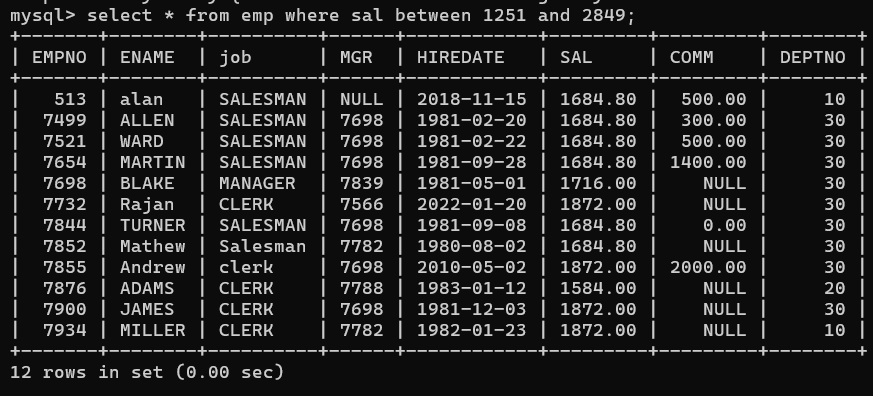 mysql> select * from emp where sal between 1251 and 2849;
+-------+---------+----------+------+------------+---------+---------+--------+
| EMPNO | ENAME | job | MGR | HIREDATE | SAL | COMM | DEPTNO |
+-------+---------+----------+------+------------+---------+---------+--------+
| 513 | alan | SALESMAN | NULL | 2018-11-15 | 1684.80 | 500.00 | 10 |
| 7499 | ALLEN | SALESMAN | 7698 | 1981-02-20 | 1684.80 | 300.00 | 30 |
| 7521 | WARD | SALESMAN | 7698 | 1981-02-22 | 1684.80 | 500.00 | 30 |
| 7654 | MARTIN | SALESMAN | 7698 | 1981-09-28 | 1684.80 | 1400.00 | 30 |
| 7698 | BLAKE | MANAGER | 7839 | 1981-05-01 | 1716.00 | NULL | 30 |
| 7732 | Rajan | CLERK | 7566 | 2022-01-20 | 1872.00 | NULL | 30 |
| 7844 | TURNER | SALESMAN | 7698 | 1981-09-08 | 1684.80 | 0.00 | 30 |
| 7852 | Mathew | Salesman | 7782 | 1980-08-02 | 1684.80 | NULL | 30 |
| 7855 | Andrew | clerk | 7698 | 2010-05-02 | 1872.00 | 2000.00 | 30 |
| 7876 | ADAMS | CLERK | 7788 | 1983-01-12 | 1584.00 | NULL | 20 |
| 7900 | JAMES | CLERK | 7698 | 1981-12-03 | 1872.00 | NULL | 30 |
| 7934 | MILLER | CLERK | 7782 | 1982-01-23 | 1872.00 | NULL | 10 |
+-------+---------+----------+------+------------+---------+---------+--------+
12 rows in set (0.00 sec)